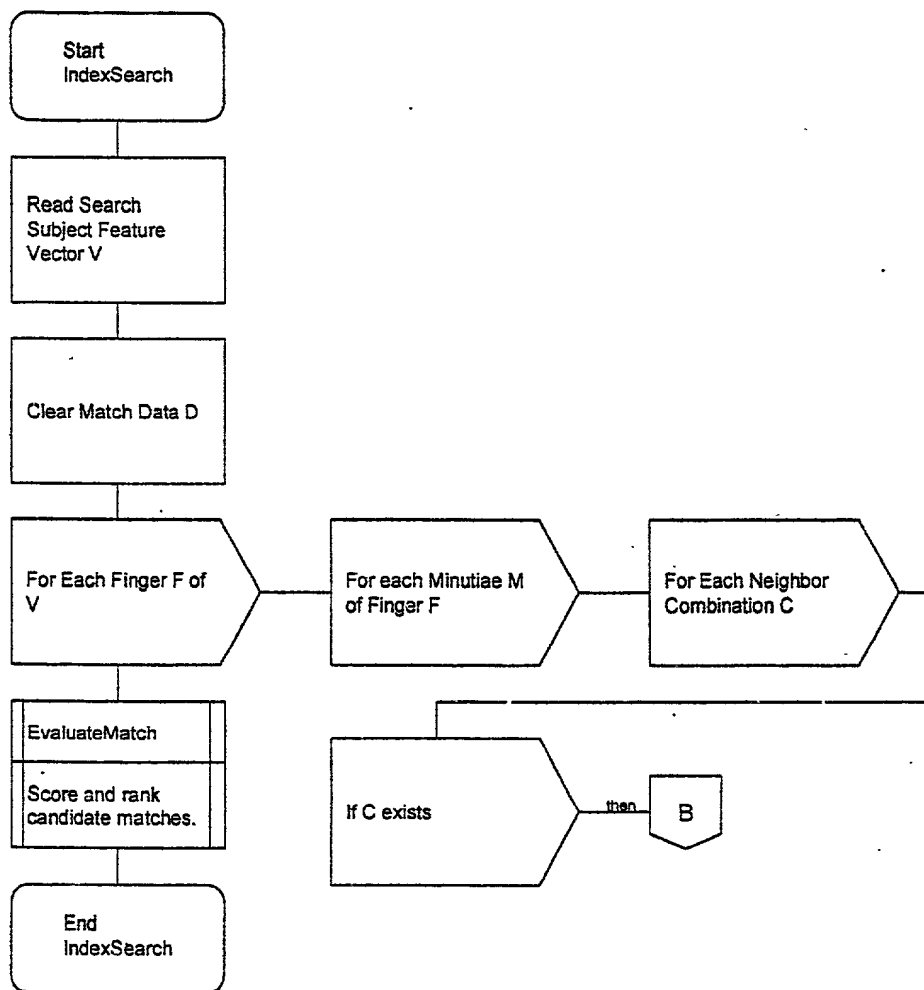 Start
IndexSearch
Read Search
Subject Feature
Vector V
Clear Match Data D
For Each Finger F of
V
For each Minutiae M
of Finger F
For Each Neighbor
Combination C
If C exists
then
B
EvaluateMatch
Score and rank
candidate matches.
End
IndexSearch